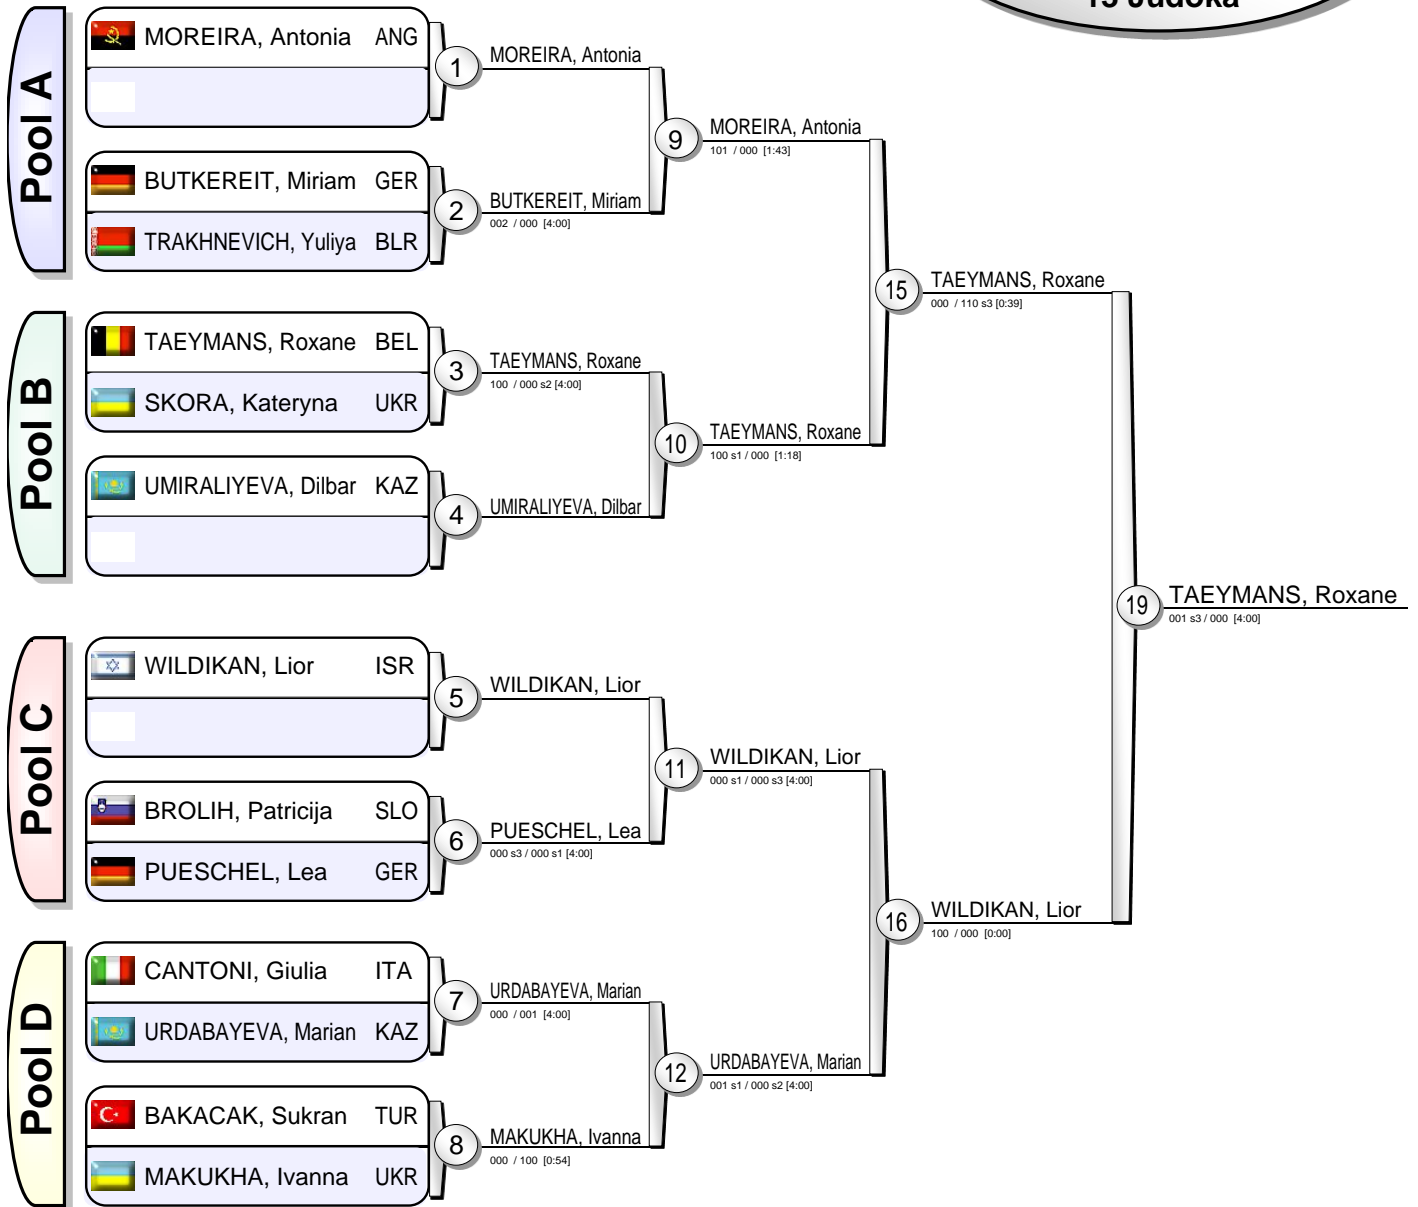 13 Judoka
Pool A
MOREIRA, Antonia ANG
BUTKEREIT, Miriam GER
TRAKHNEVICH, Yuliya BLR
1
MOREIRA, Antonia
2
BUTKEREIT, Miriam
002 / 000 [4:00]
9
MOREIRA, Antonia
101 / 000 [1:43]
Pool B
TAEYMANS, Roxane BEL
SKORA, Kateryna UKR
UMIRALIYEVA, Dilbar KAZ
3
TAEYMANS, Roxane
100 / 000 s2 [4:00]
4
UMIRALIYEVA, Dilbar
10
TAEYMANS, Roxane
100 s1 / 000 [1:18]
15
TAEYMANS, Roxane
000 / 110 s3 [0:39]
Pool C
WILDIKAN, Lior ISR
BROLIH, Patricija SLO
PUESCHEL, Lea GER
5
WILDIKAN, Lior
6
PUESCHEL, Lea
000 s3 / 000 s1 [4:00]
11
WILDIKAN, Lior
000 s1 / 000 s3 [4:00]
Pool D
CANTONI, Giulia ITA
URDABAYEVA, Marian KAZ
BAKACAK, Sukran TUR
MAKUKHA, Ivanna UKR
7
URDABAYEVA, Marian
000 / 001 [4:00]
8
MAKUKHA, Ivanna
000 / 100 [0:54]
12
URDABAYEVA, Marian
001 s1 / 000 s2 [4:00]
16
WILDIKAN, Lior
100 / 000 [0:00]
19
TAEYMANS, Roxane
001 s3 / 000 [4:00]